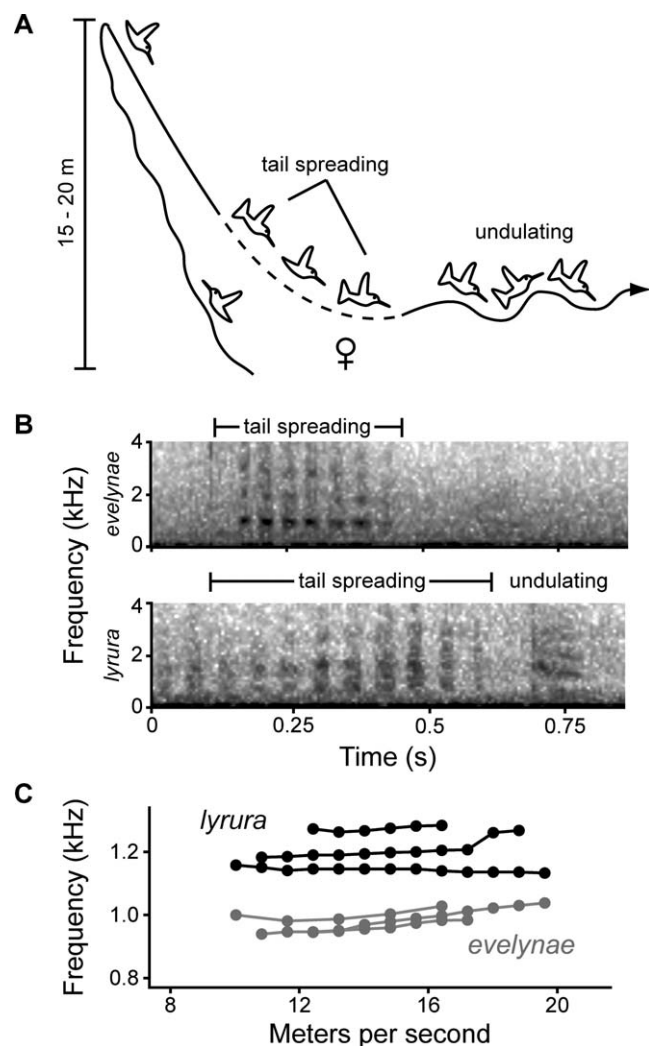 A
15 - 20 m
tail spreading
undulating
♀
B
tail spreading
Frequency (kHz)
evelynae
4
2
0
tail spreading
undulating
lyrura
4
2
0
0
0.25
0.5
0.75
Time (s)
C
Frequency (kHz)
lyrura
1.2
1.0
evelynae
0.8
8
12
16
20
Meters per second